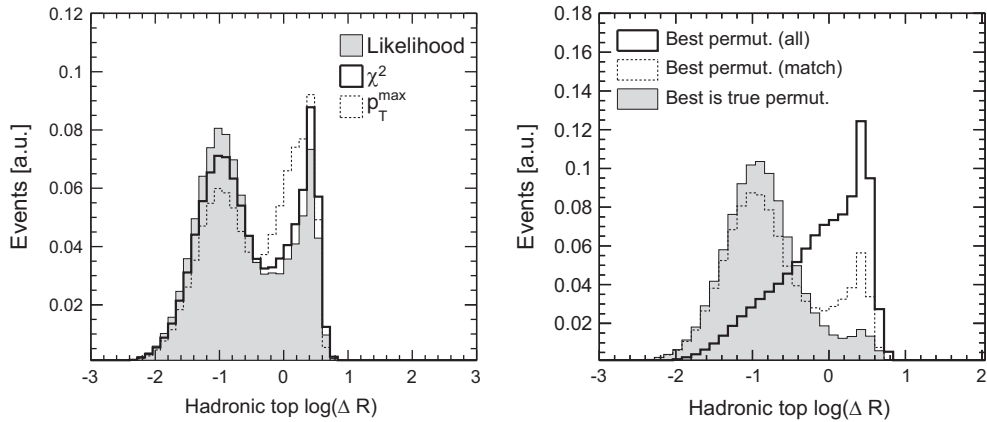 0.12
0.1
0.08
0.06
0.04
0.02
Events [a.u.]
Likelihood
χ²
p_T^max
-3 -2 -1 0 1 2 3
Hadronic top log(Δ R)
0.18
0.16
0.14
0.12
0.1
0.08
0.06
0.04
0.02
Events [a.u.]
Best permut. (all)
Best permut. (match)
Best is true permut.
-3 -2 -1 0 1 2
Hadronic top log(Δ R)